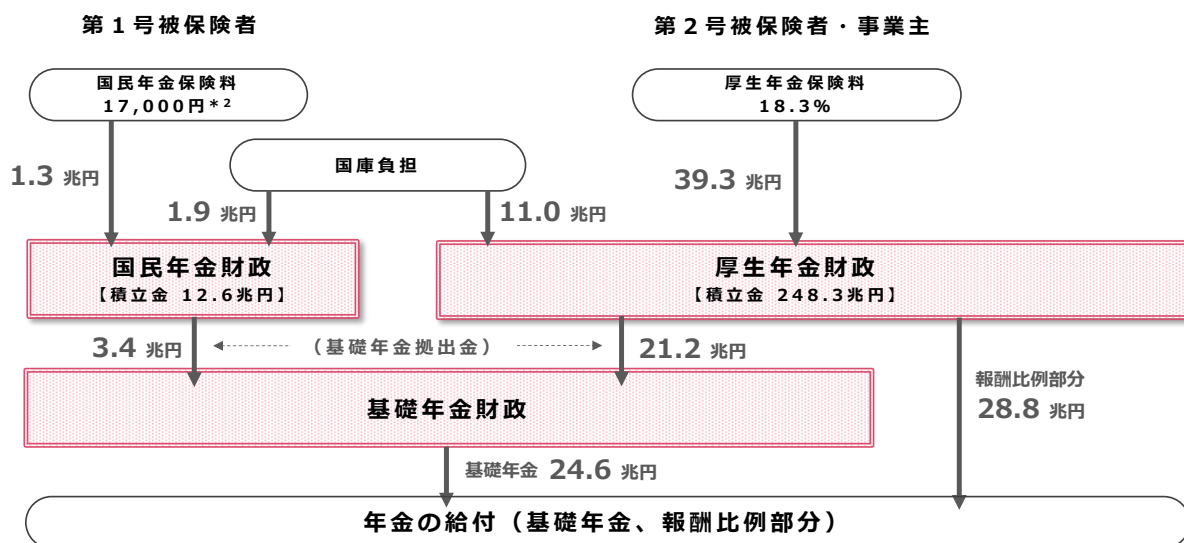 第1号被保険者
第2号被保険者・事業主
国民年金保険料
17,000円*2
厚生年金保険料
18.3%
国庫負担
1.3 兆円
39.3 兆円
1.9 兆円
11.0 兆円
国民年金財政
【積立金 12.6兆円】
厚生年金財政
【積立金 248.3兆円】
3.4 兆円
（基礎年金拠出金）
21.2 兆円
報酬比例部分
28.8 兆円
基礎年金財政
基礎年金 24.6 兆円
年金の給付（基礎年金、報酬比例部分）